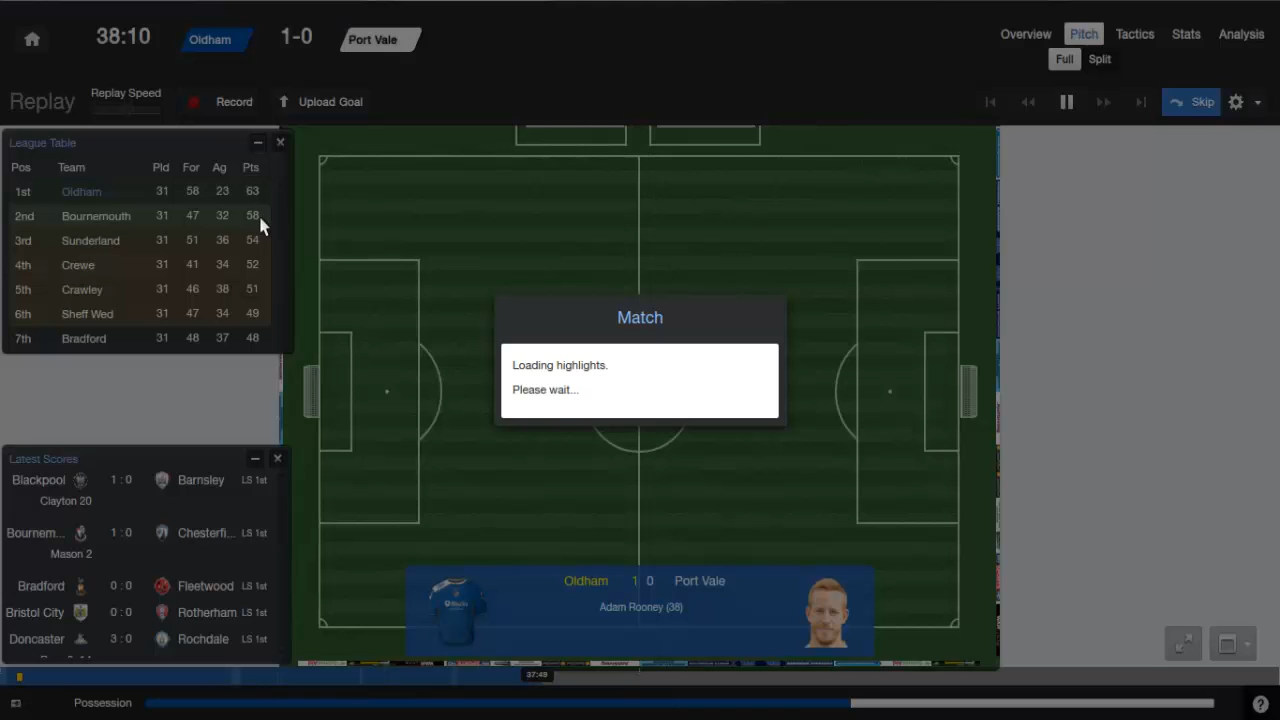 38:10 Oldham 1-0 Port Vale
Overview Pitch Tactics Stats Analysis
Full Split
Replay Replay Speed Record Upload Goal Skip
League Table
Pos Team Pld For Ag Pts
1st Oldham 31 58 23 63
2nd Bournemouth 31 47 32 58
3rd Sunderland 31 51 36 54
4th Crewe 31 41 34 52
5th Crawley 31 46 38 51
6th Sheff Wed 31 47 34 49
7th Bradford 31 48 37 48
Match
Loading highlights.
Please wait...
Latest Scores
Blackpool 1 : 0 Barnsley LS 1st
Clayton 20
Bournem... 1 : 0 Chesterfi... LS 1st
Mason 2
Bradford 0 : 0 Fleetwood LS 1st
Bristol City 0 : 0 Rotherham LS 1st
Doncaster 3 : 0 Rochdale LS 1st
Oldham 1 0 Port Vale
Adam Rooney (38)
37:49
Possession